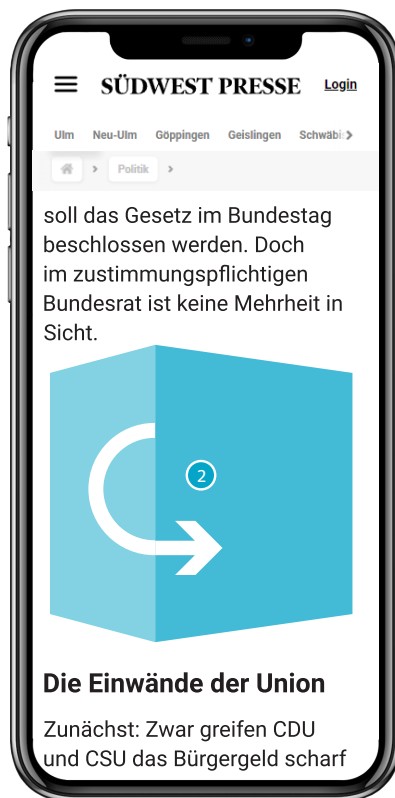 SÜDWEST PRESSE Login
Ulm Neu-Ulm Göppingen Geislingen
Politik
soll das Gesetz im Bundestag
beschlossen werden. Doch
im zustimmungspflichtigen
Bundesrat ist keine Mehrheit in
Sicht.
2
Die Einwände der Union
Zunächst: Zwar greifen CDU
und CSU das Bürgergeld scharf